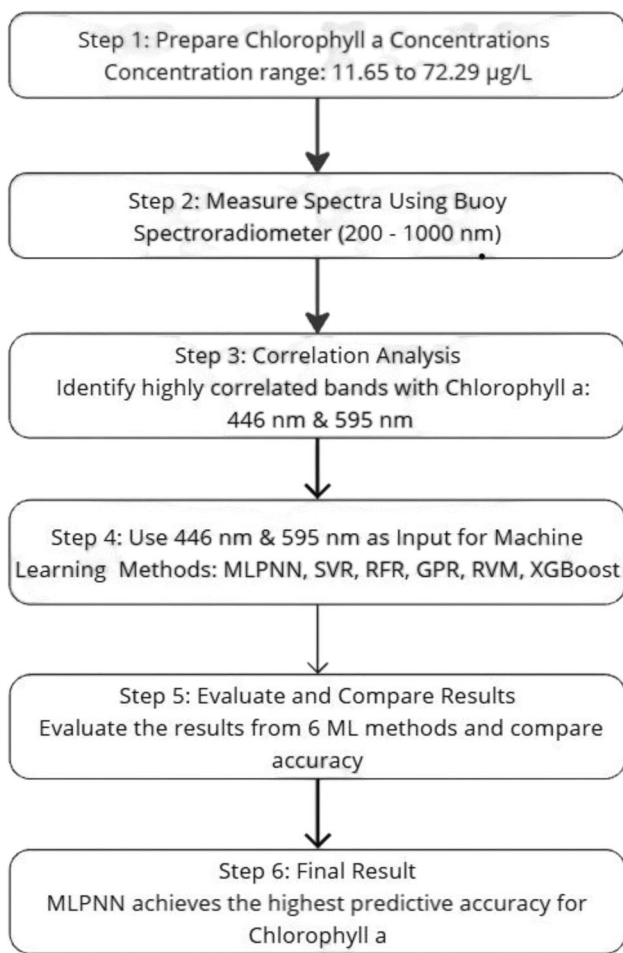 Step 1: Prepare Chlorophyll a Concentrations
Concentration range: 11.65 to 72.29 µg/L
Step 2: Measure Spectra Using Buoy
Spectroradiometer (200 - 1000 nm)
Step 3: Correlation Analysis
Identify highly correlated bands with Chlorophyll a:
446 nm & 595 nm
Step 4: Use 446 nm & 595 nm as Input for Machine
Learning Methods: MLPNN, SVR, RFR, GPR, RVM, XGBoost
Step 5: Evaluate and Compare Results
Evaluate the results from 6 ML methods and compare
accuracy
Step 6: Final Result
MLPNN achieves the highest predictive accuracy for
Chlorophyll a